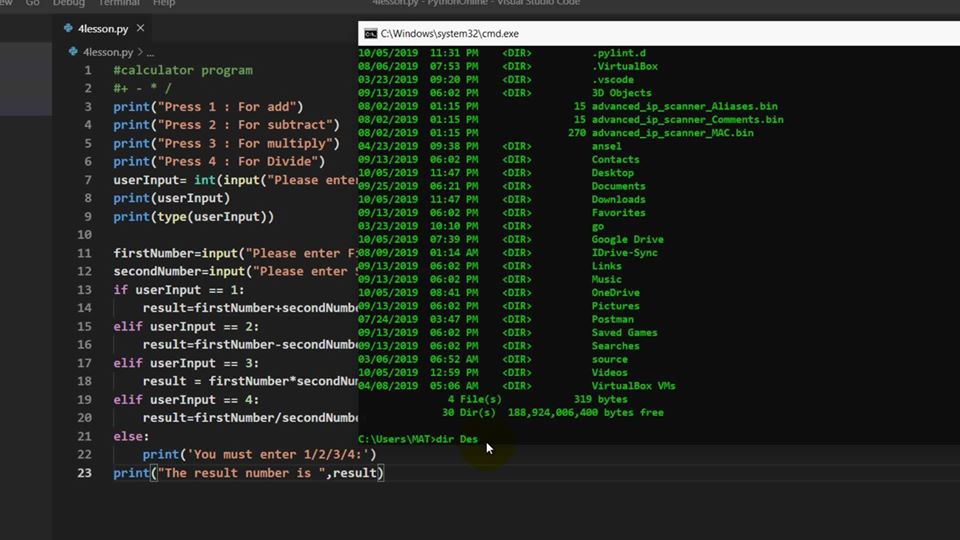 Go Debug Terminal Help
4lesson.py - PythonOnline - Visual Studio Code
4lesson.py ×
4lesson.py > ...
1 #calculator program
2 #+ - * /
3 print("Press 1 : For add")
4 print("Press 2 : For subtract")
5 print("Press 3 : For multiply")
6 print("Press 4 : For Divide")
7 userInput= int(input("Please enter
8 print(userInput)
9 print(type(userInput))
10
11 firstNumber=input("Please enter F
12 secondNumber=input("Please enter S
13 if userInput == 1:
14 result=firstNumber+secondNumbe
15 elif userInput == 2:
16 result=firstNumber-secondNumbe
17 elif userInput == 3:
18 result = firstNumber*secondNum
19 elif userInput == 4:
20 result=firstNumber/secondNumbe
21 else:
22 print('You must enter 1/2/3/4:')
23 print("The result number is ",result)
C:\Windows\system32\cmd.exe
10/05/2019 11:31 PM <DIR> .pylint.d
08/06/2019 07:53 PM <DIR> .VirtualBox
03/23/2019 09:20 PM <DIR> .vscode
09/13/2019 06:02 PM <DIR> 3D Objects
08/02/2019 01:15 PM 15 advanced_ip_scanner_Aliases.bin
08/02/2019 01:15 PM 15 advanced_ip_scanner_Comments.bin
08/02/2019 01:15 PM 270 advanced_ip_scanner_MAC.bin
04/23/2019 09:38 PM <DIR> ansel
09/13/2019 06:02 PM <DIR> Contacts
10/05/2019 11:47 PM <DIR> Desktop
09/25/2019 06:21 PM <DIR> Documents
10/05/2019 11:47 PM <DIR> Downloads
09/13/2019 06:02 PM <DIR> Favorites
03/23/2019 10:10 PM <DIR> go
10/05/2019 07:39 PM <DIR> Google Drive
08/09/2019 01:14 AM <DIR> IDrive-Sync
09/13/2019 06:02 PM <DIR> Links
09/13/2019 06:02 PM <DIR> Music
10/05/2019 08:41 PM <DIR> OneDrive
09/13/2019 06:02 PM <DIR> Pictures
07/24/2019 03:47 PM <DIR> Postman
09/13/2019 06:02 PM <DIR> Saved Games
09/13/2019 06:02 PM <DIR> Searches
03/06/2019 06:52 AM <DIR> source
10/05/2019 12:59 PM <DIR> Videos
04/08/2019 05:06 AM <DIR> VirtualBox VMs
4 File(s) 319 bytes
30 Dir(s) 188,924,006,400 bytes free
C:\Users\MAT>dir Des